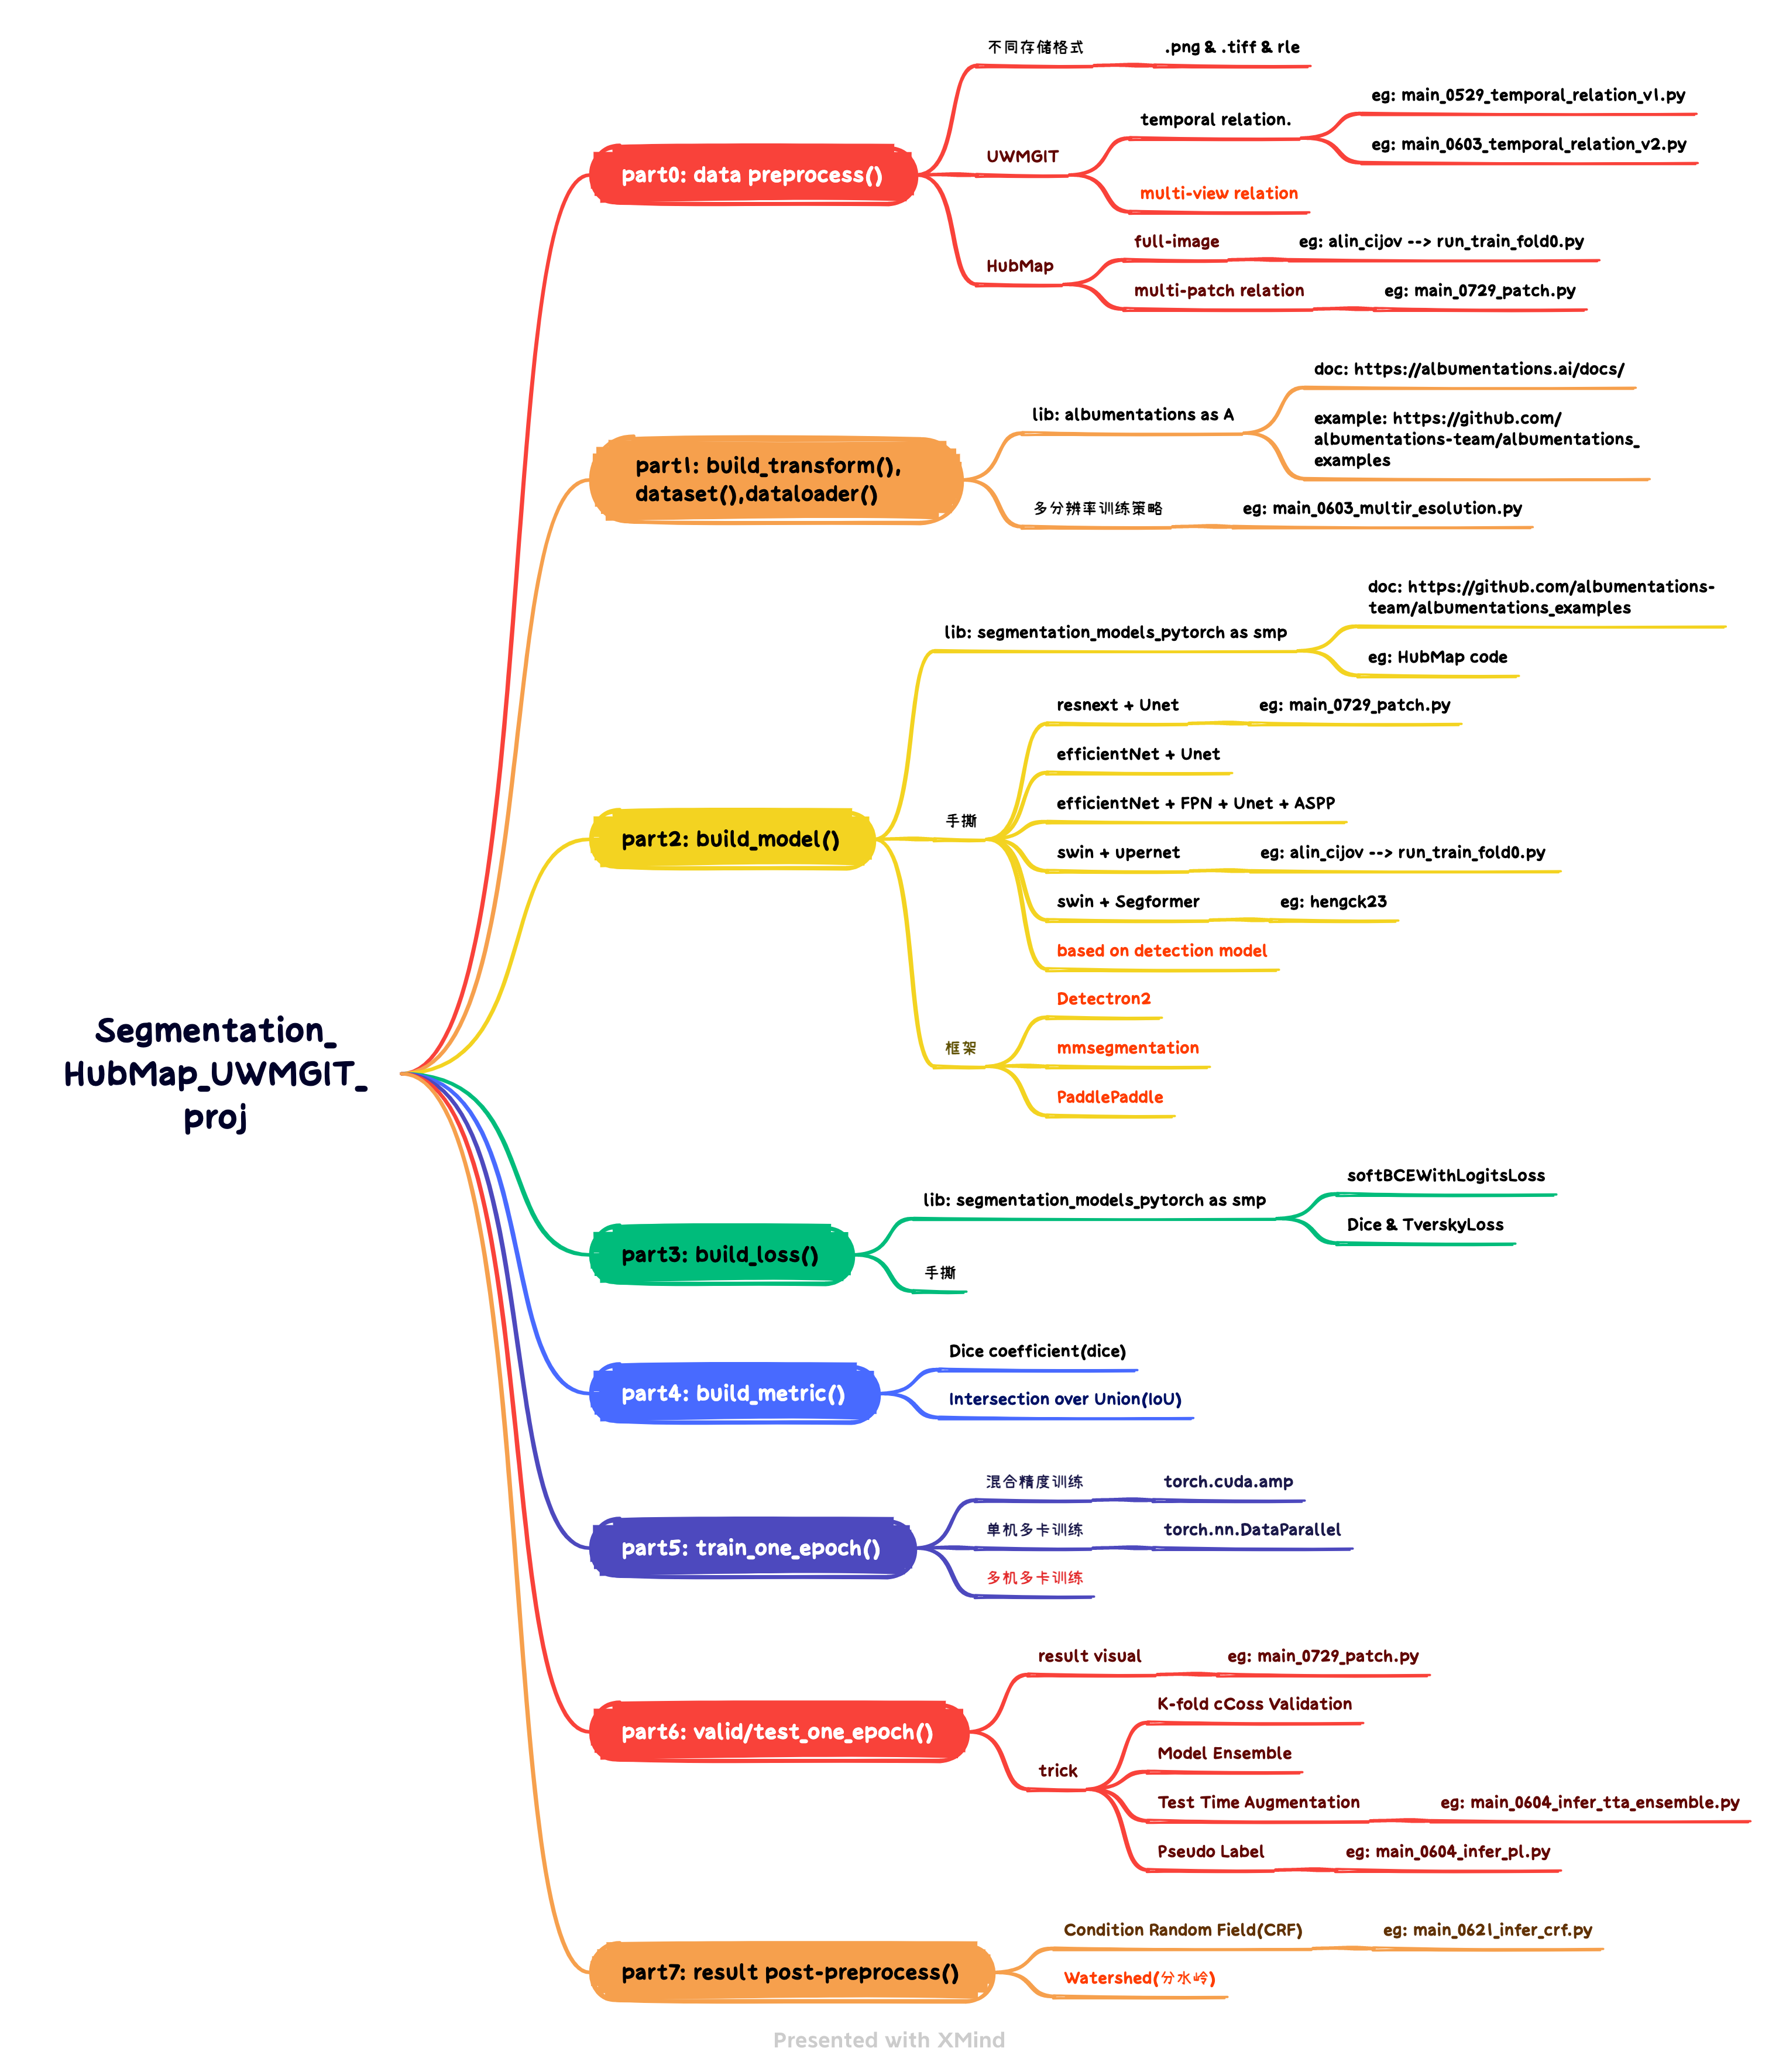 Segmentation_
HubMap_UWMGIT_
proj
part0: data preprocess()
不同存储格式
.png & .tiff & rle
UWMGIT
temporal relation.
eg: main_0529_temporal_relation_v1.py
eg: main_0603_temporal_relation_v2.py
multi-view relation
HubMap
full-image
eg: alin_cijov --> run_train_fold0.py
multi-patch relation
eg: main_0729_patch.py
part1: build_transform(),
dataset(),dataloader()
lib: albumentations as A
doc: https://albumentations.ai/docs/
example: https://github.com/
albumentations-team/albumentations_
examples
多分辨率训练策略
eg: main_0603_multir_esolution.py
part2: build_model()
lib: segmentation_models_pytorch as smp
doc: https://github.com/albumentations-
team/albumentations_examples
eg: HubMap code
手撕
resnext + Unet
eg: main_0729_patch.py
efficientNet + Unet
efficientNet + FPN + Unet + ASPP
swin + upernet
eg: alin_cijov --> run_train_fold0.py
swin + Segformer
eg: hengck23
based on detection model
框架
Detectron2
mmsegmentation
PaddlePaddle
part3: build_loss()
lib: segmentation_models_pytorch as smp
softBCEWithLogitsLoss
Dice & TverskyLoss
手撕
part4: build_metric()
Dice coefficient(dice)
Intersection over Union(IoU)
part5: train_one_epoch()
混合精度训练
torch.cuda.amp
单机多卡训练
torch.nn.DataParallel
多机多卡训练
part6: valid/test_one_epoch()
result visual
eg: main_0729_patch.py
trick
K-fold cCoss Validation
Model Ensemble
Test Time Augmentation
eg: main_0604_infer_tta_ensemble.py
Pseudo Label
eg: main_0604_infer_pl.py
part7: result post-preprocess()
Condition Random Field(CRF)
eg: main_0621_infer_crf.py
Watershed(分水岭)
Presented with XMind